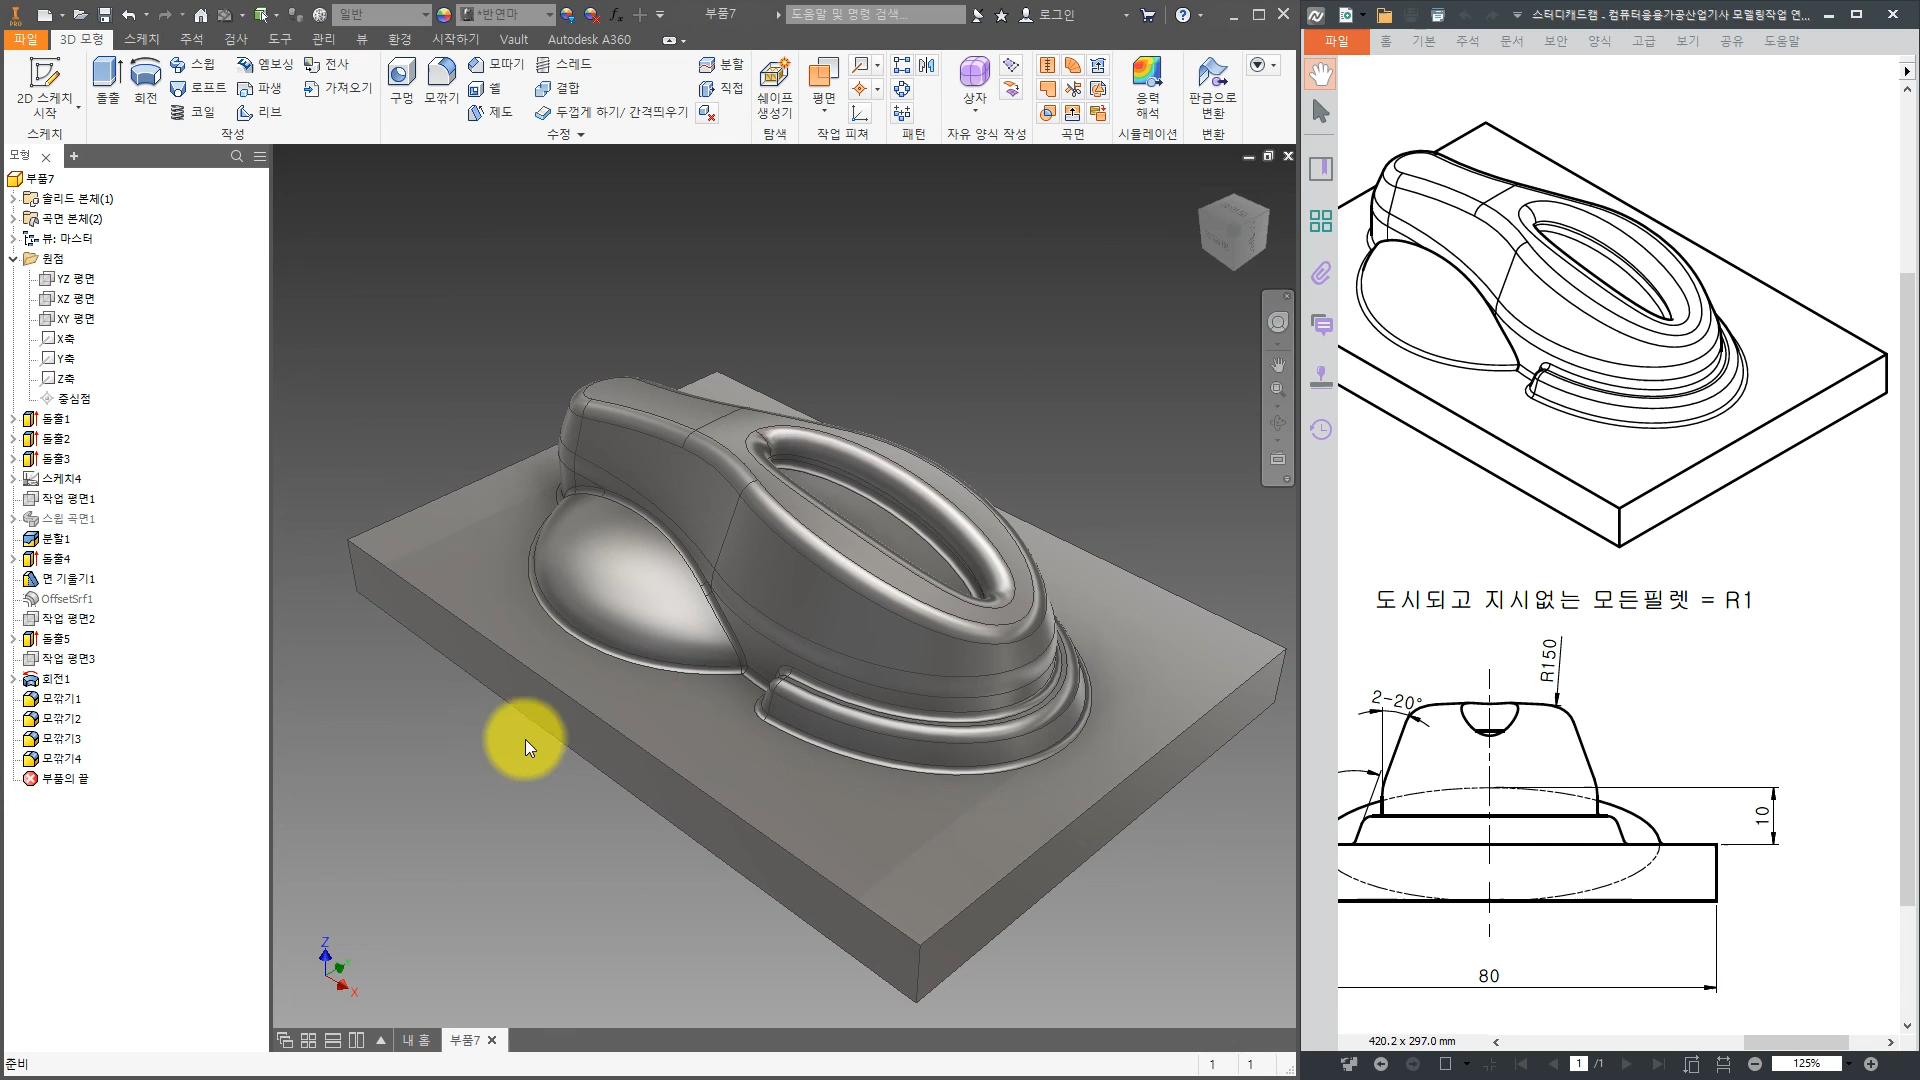 일반
*반연마
부품7
도움말 및 명령 검색...
로그인
파일
3D 모형
스케치
주석
검사
도구
관리
뷰
환경
시작하기
Vault
Autodesk A360
2D 스케치
시작
돌출
회전
스윕
로프트
코일
엠보싱
파생
리브
전사
가져오기
구멍
모깎기
모따기
쉘
제도
스레드
결합
두껍게 하기/ 간격띄우기
분할
직접
쉐이프
생성기
평면
상자
응력
해석
판금으로
변환
스케치
작성
수정
탐색
작업 피쳐
패턴
자유 양식 작성
곡면
시뮬레이션
변환
모형
부품7
솔리드 본체(1)
곡면 본체(2)
뷰: 마스터
원점
YZ 평면
XZ 평면
XY 평면
X축
Y축
Z축
중심점
돌출1
돌출2
돌출3
스케치4
작업 평면1
스윕 곡면1
분할1
돌출4
면 기울기1
OffsetSrf1
작업 평면2
돌출5
작업 평면3
회전1
모깎기1
모깎기2
모깎기3
모깎기4
부품의 끝
Z
X
내 홈
부품7
준비
1
1
스터디캐드캠 - 컴퓨터응용가공산업기사 모델링작업 연...
파일
홈
기본
주석
문서
보안
양식
고급
보기
공유
도움말
도시되고 지시없는 모든필렛 = R1
R150
2-20°
10
80
420.2 x 297.0 mm
1
/1
125%